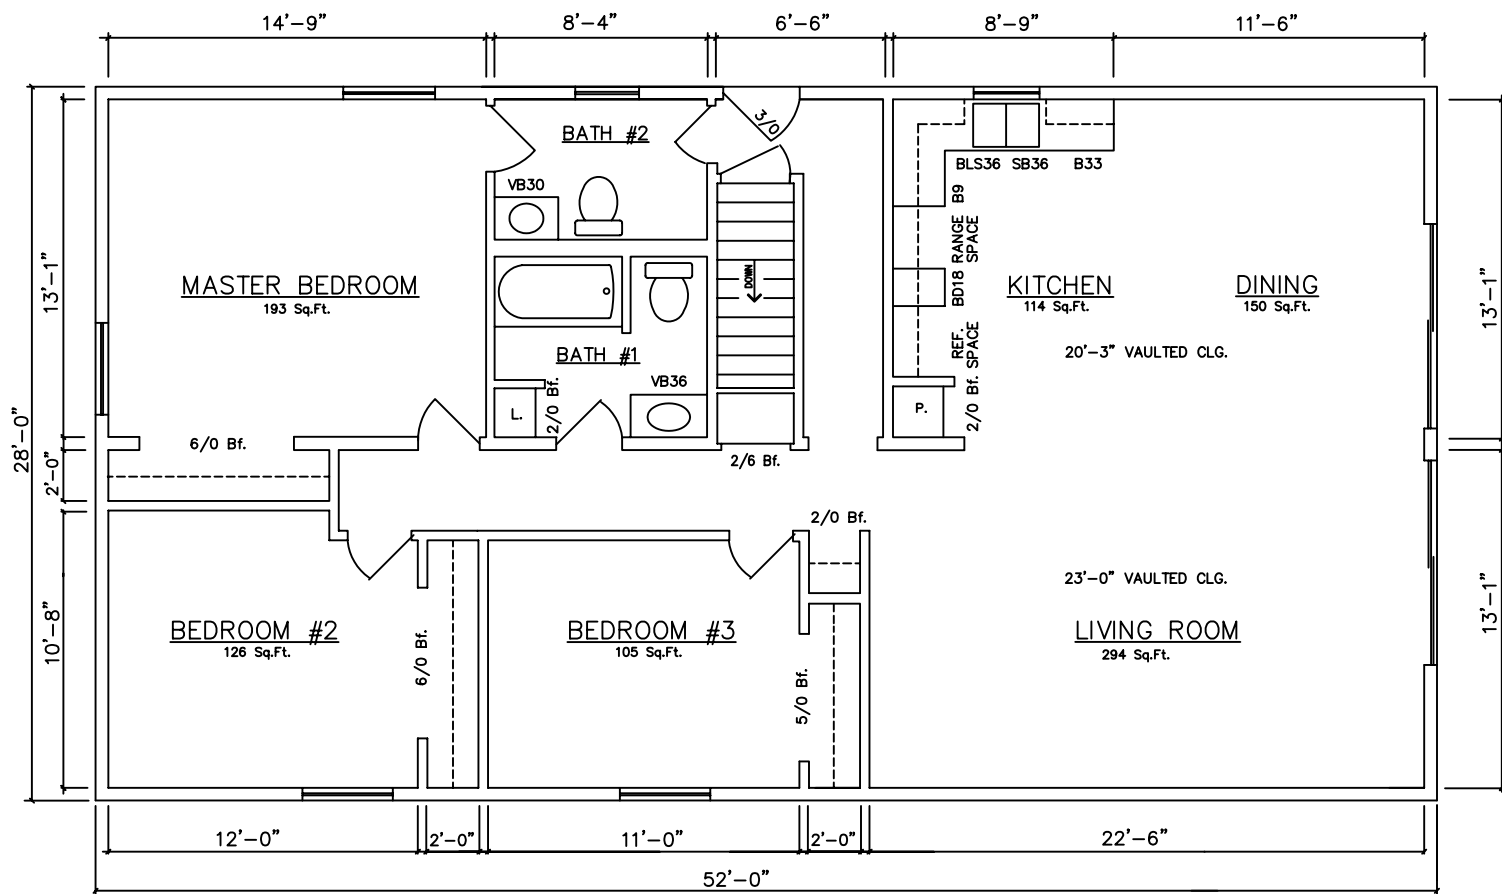 14'-9" 8'-4" 6'-6" 8'-9" 11'-6"
3/0
BATH #2
BLS36 SB36 B33
VB30
B9
RANGE SPACE
BD18
REF. SPACE
13'-1"
MASTER BEDROOM
193 Sq.Ft.
DOWN
KITCHEN
114 Sq.Ft.
DINING
150 Sq.Ft.
13'-1"
20'-3" VAULTED CLG.
BATH #1
VB36
2/0 Bf.
L.
P.
2/0 Bf.
6/0 Bf.
2/6 Bf.
28'-0"
2'-0"
2/0 Bf.
23'-0" VAULTED CLG.
10'-8"
BEDROOM #2
126 Sq.Ft.
6/0 Bf.
BEDROOM #3
105 Sq.Ft.
5/0 Bf.
LIVING ROOM
294 Sq.Ft.
13'-1"
12'-0" 2'-0" 11'-0" 2'-0" 22'-6"
52'-0"